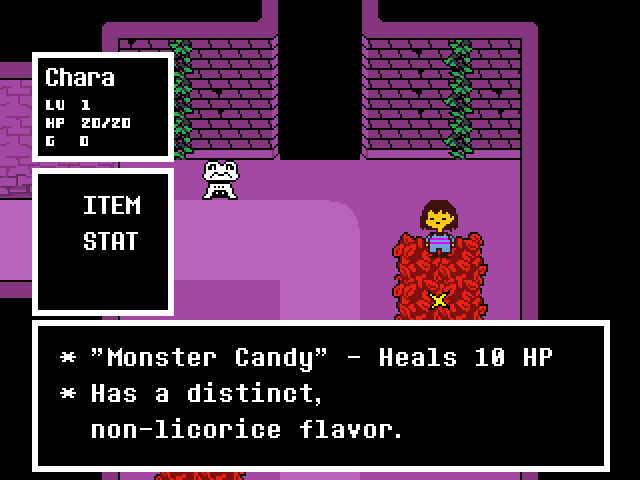 Chara
LV 1
HP 20/20
G 0
ITEM
STAT
* "Monster Candy" - Heals 10 HP
* Has a distinct,
non-licorice flavor.